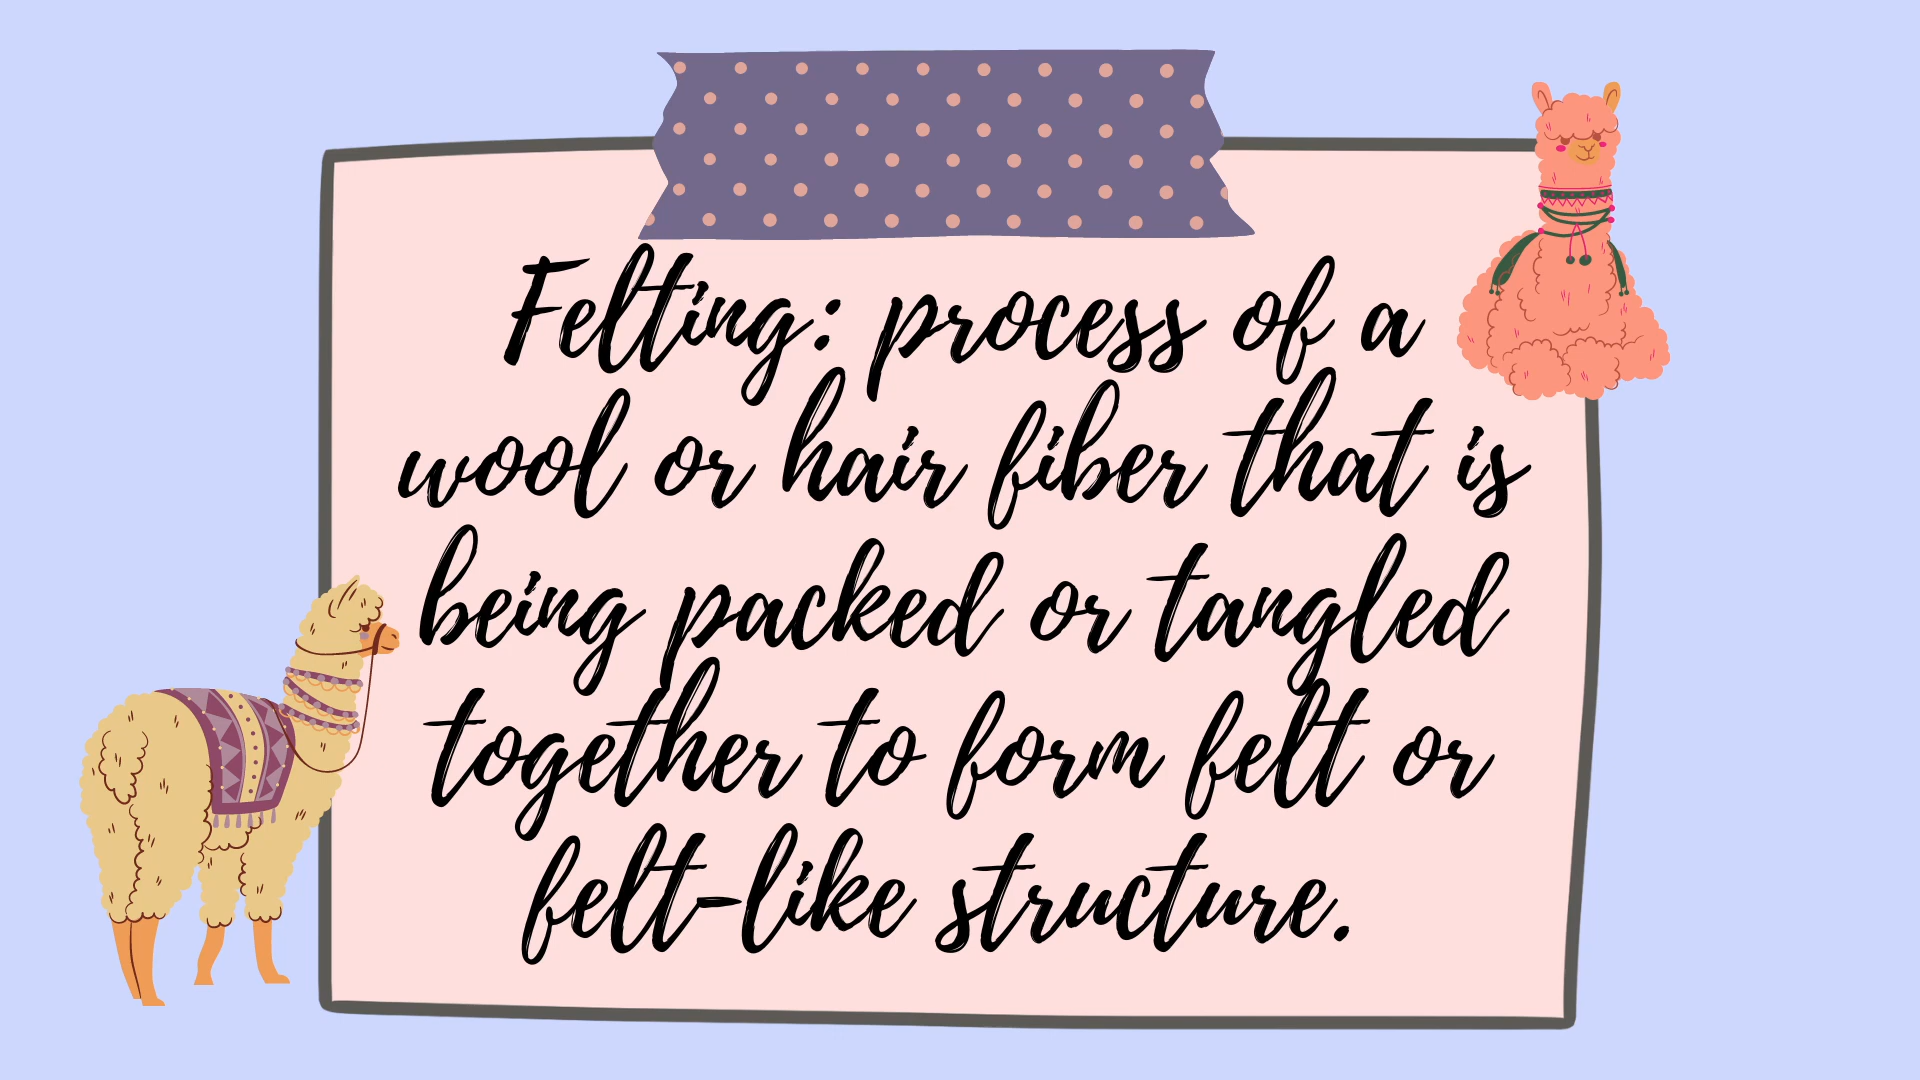 Felting: process of a
wool or hair fiber that is
being packed or tangled
together to form felt or
felt-like structure.